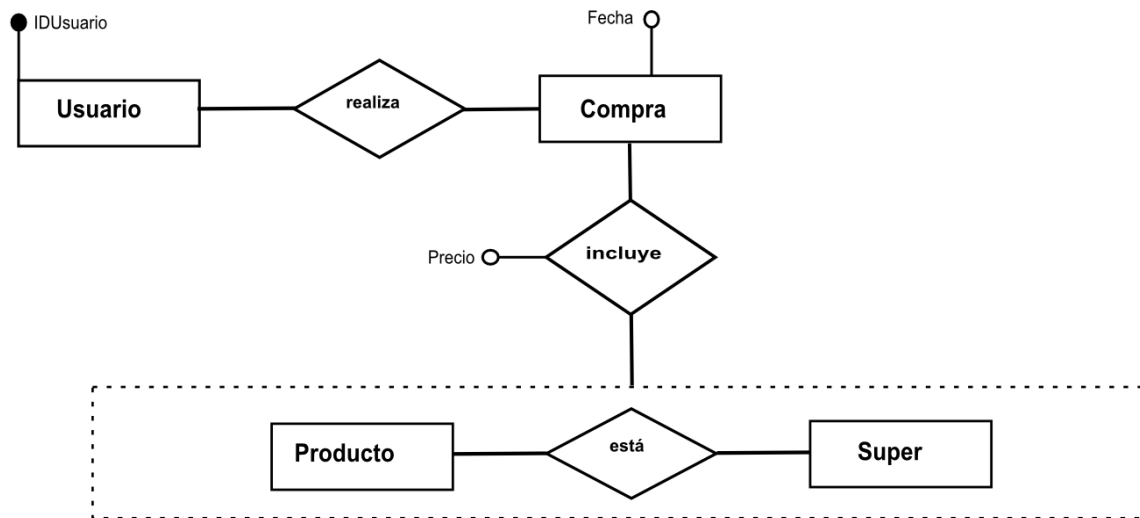 IDUsuario
Fecha
Usuario
realiza
Compra
Precio
incluye
Producto
está
Super